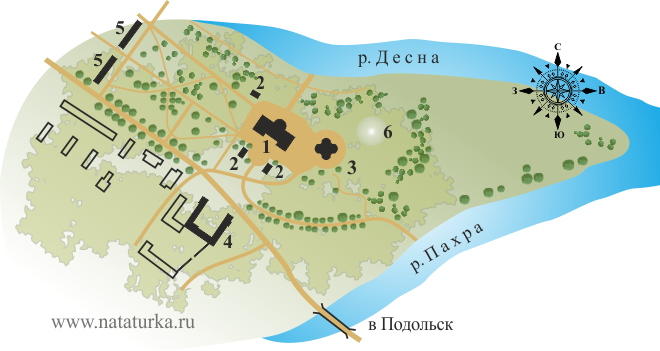 5
р. Десна
5
С
З
В
Ю
2
6
1
2
2
3
4
р. Пахра
www.nataturka.ru
в Подольск